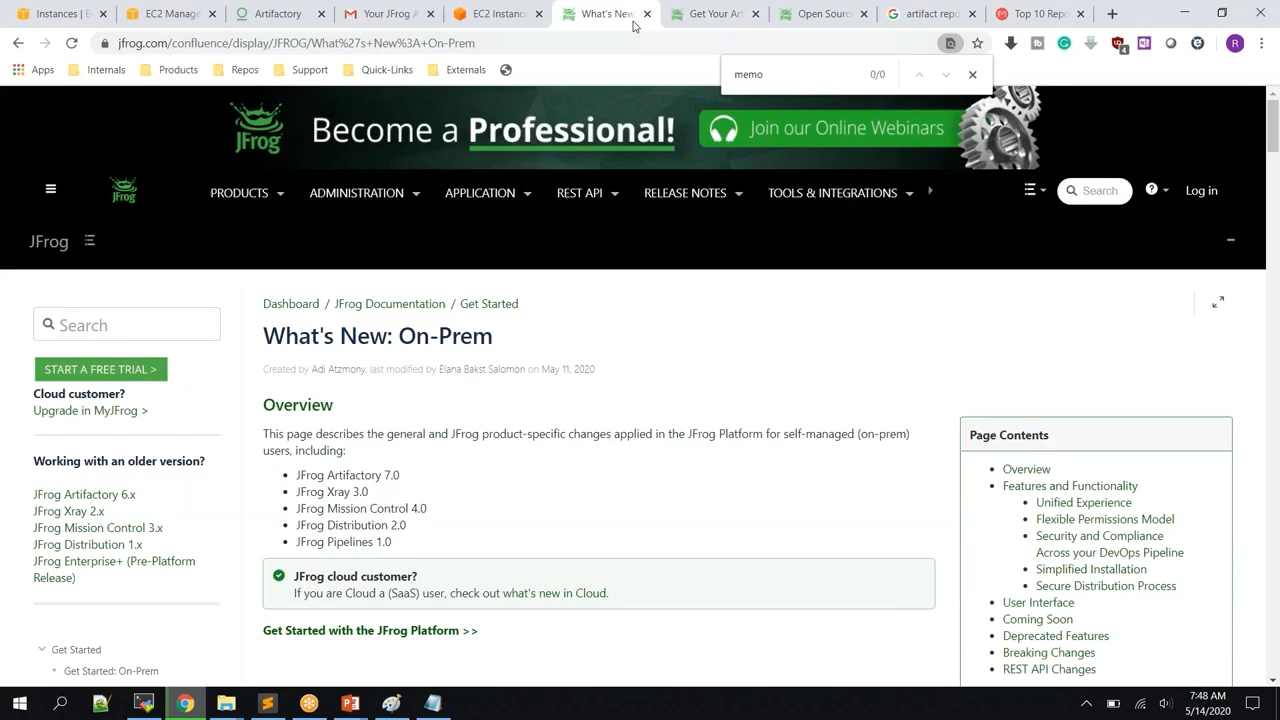 Instances | E
EC2 Manage
Artifactory
Your JFrog A
EC2 Instanc
What's New
Get Your Art
Open Source
artifact repo
Top 10 Repo
jfrog.com/confluence/display/JFROG/What%27s+New%3A+On-Prem
4
R
Apps
Internals
Products
Repos
Support
Quick-Links
Externals
memo
0/0
JFrog
Become a Professional!
Join our Online Webinars
JFrog
PRODUCTS
ADMINISTRATION
APPLICATION
REST API
RELEASE NOTES
TOOLS & INTEGRATIONS
Search
Log in
JFrog
Search
START A FREE TRIAL >
Cloud customer?
Upgrade in MyJFrog >
Working with an older version?
JFrog Artifactory 6.x
JFrog Xray 2.x
JFrog Mission Control 3.x
JFrog Distribution 1.x
JFrog Enterprise+ (Pre-Platform
Release)
Get Started
Get Started: On-Prem
Dashboard / JFrog Documentation / Get Started
What's New: On-Prem
Created by Adi Atzmony, last modified by Elana Bakst Salomon on May 11, 2020
Overview
This page describes the general and JFrog product-specific changes applied in the JFrog Platform for self-managed (on-prem)
users, including:
JFrog Artifactory 7.0
JFrog Xray 3.0
JFrog Mission Control 4.0
JFrog Distribution 2.0
JFrog Pipelines 1.0
JFrog cloud customer?
If you are Cloud a (SaaS) user, check out what's new in Cloud.
Get Started with the JFrog Platform >>
Page Contents
Overview
Features and Functionality
Unified Experience
Flexible Permissions Model
Security and Compliance
Across your DevOps Pipeline
Simplified Installation
Secure Distribution Process
User Interface
Coming Soon
Deprecated Features
Breaking Changes
REST API Changes
7:48 AM
5/14/2020